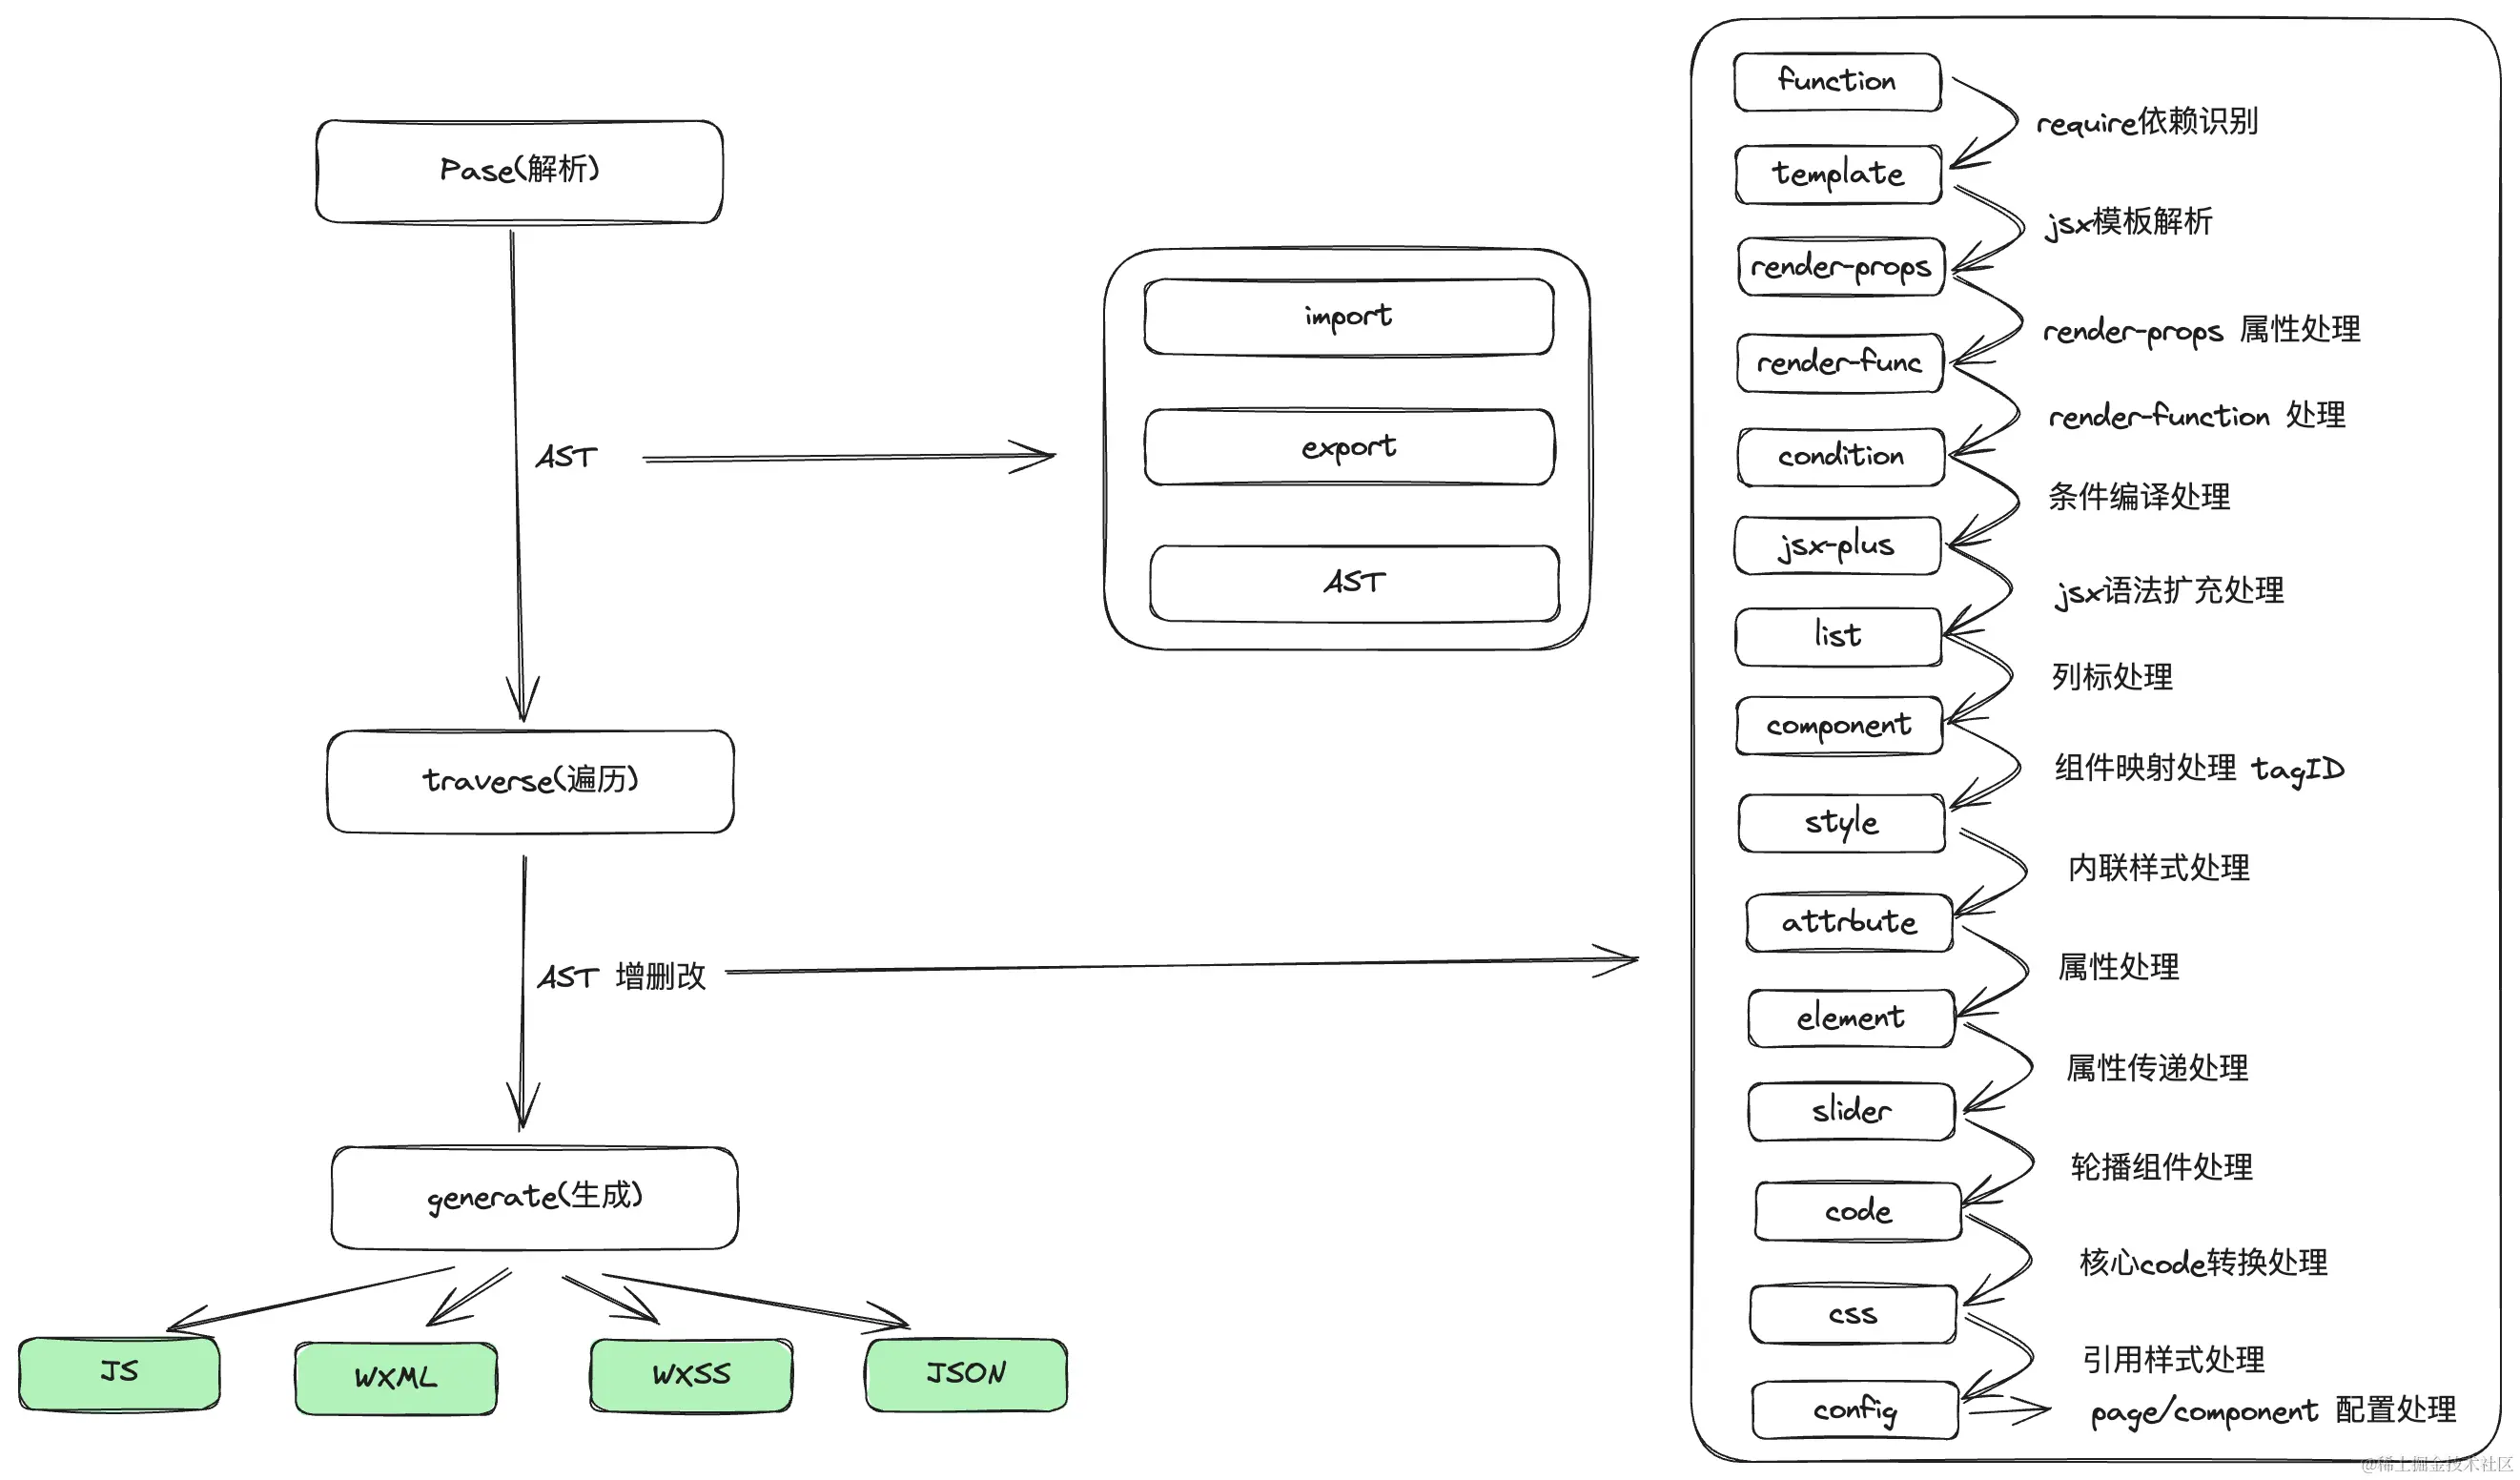 Pase(解析)
AST
traverse(遍历)
AST 增删改
generate(生成)
JS
WXML
WXSS
JSON
import
export
AST
function
require依赖识别
template
jsx模板解析
render-props
render-props 属性处理
render-func
render-function 处理
condition
条件编译处理
jsx-plus
jsx语法扩充处理
list
列标处理
component
组件映射处理 tagID
style
内联样式处理
attrbute
属性处理
element
属性传递处理
slider
轮播组件处理
code
核心code转换处理
css
引用样式处理
config
page/component 配置处理
@稀土掘金技术社区